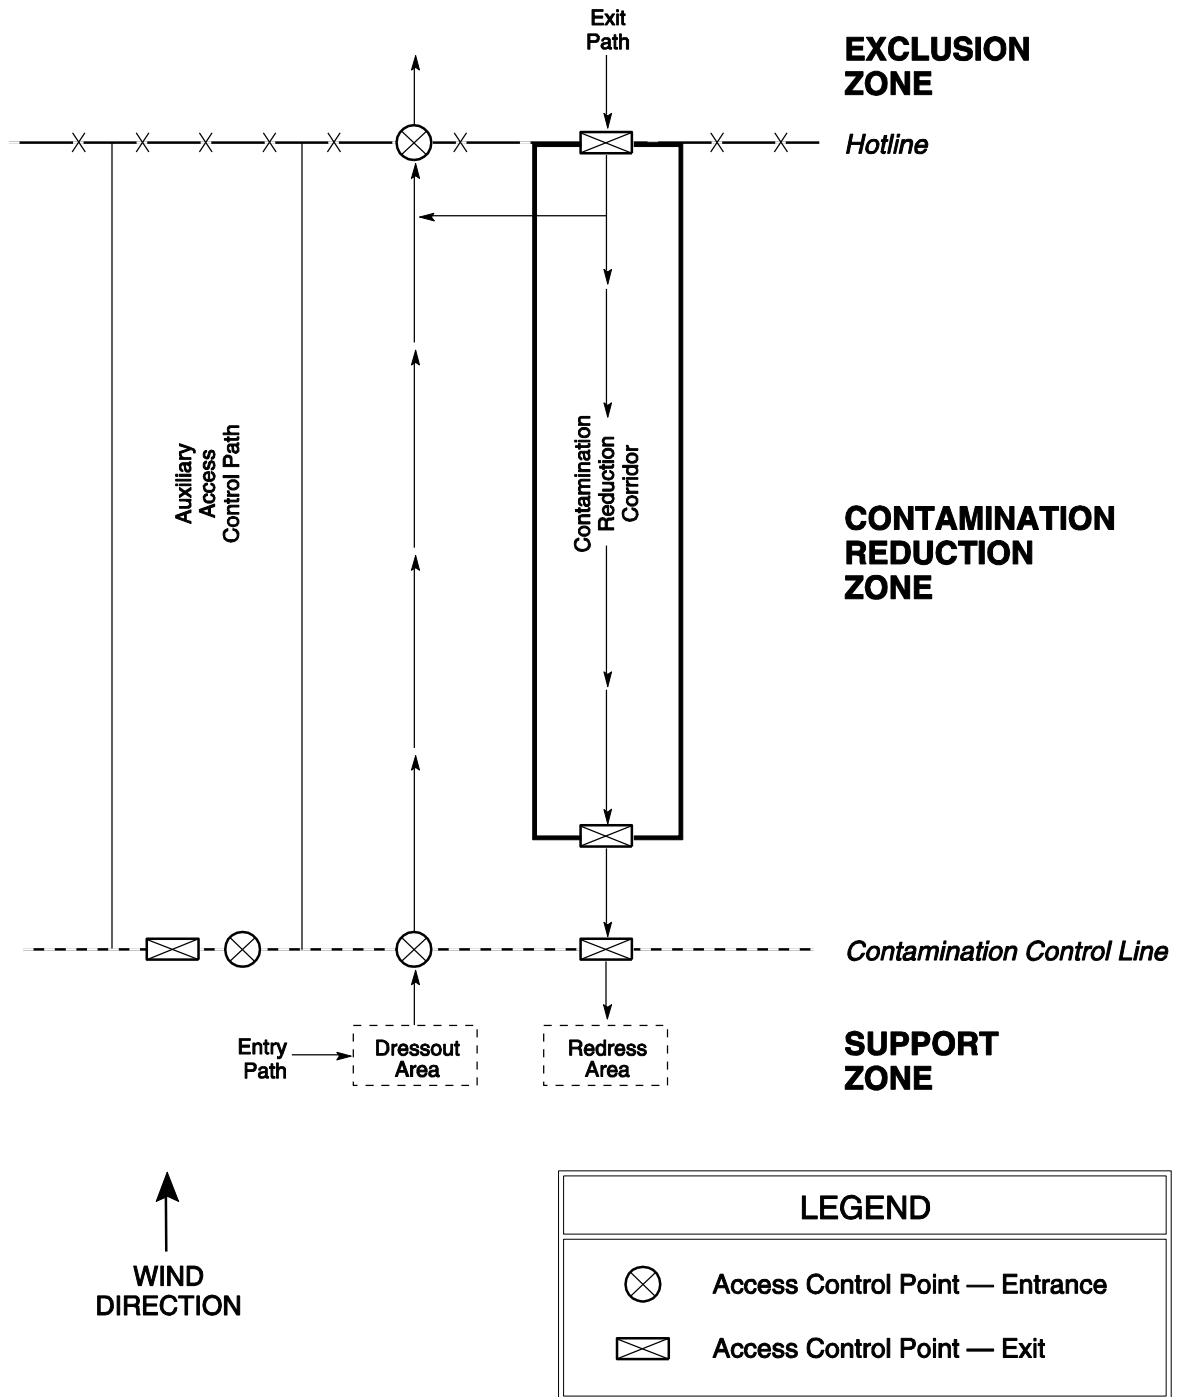 Exit
Path
EXCLUSION
ZONE
Hotline
Auxiliary
Access
Control Path
Contamination
Reduction
Corridor
CONTAMINATION
REDUCTION
ZONE
Contamination Control Line
Entry
Path
Dressout
Area
Redress
Area
SUPPORT
ZONE
WIND
DIRECTION
LEGEND
Access Control Point — Entrance
Access Control Point — Exit